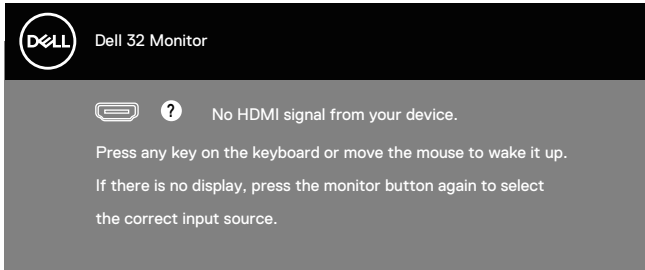 DELL
Dell 32 Monitor
? No HDMI signal from your device.
Press any key on the keyboard or move the mouse to wake it up.
If there is no display, press the monitor button again to select
the correct input source.